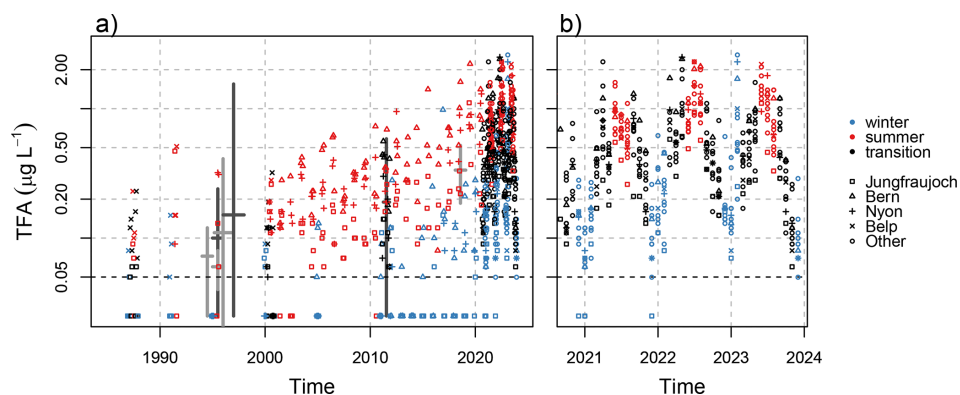 a)
b)
TFA (µg L⁻¹)
2.00
0.50
0.20
0.05
1990
2000
2010
2020
Time
2021
2022
2023
2024
Time
winter
summer
transition
Jungfraujoch
Bern
Nyon
Belp
Other